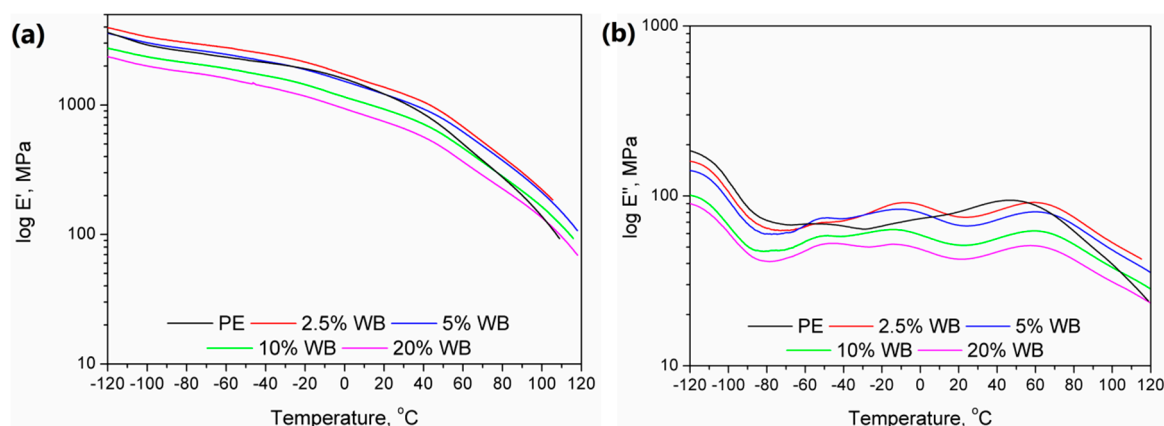 (a)
log E', MPa
1000
100
10
PE 2.5% WB 5% WB
10% WB 20% WB
-120 -100 -80 -60 -40 -20 0 20 40 60 80 100 120
Temperature, °C
(b)
log E'', MPa
1000
100
10
PE 2.5% WB 5% WB
10% WB 20% WB
-120 -100 -80 -60 -40 -20 0 20 40 60 80 100 120
Temperature, °C